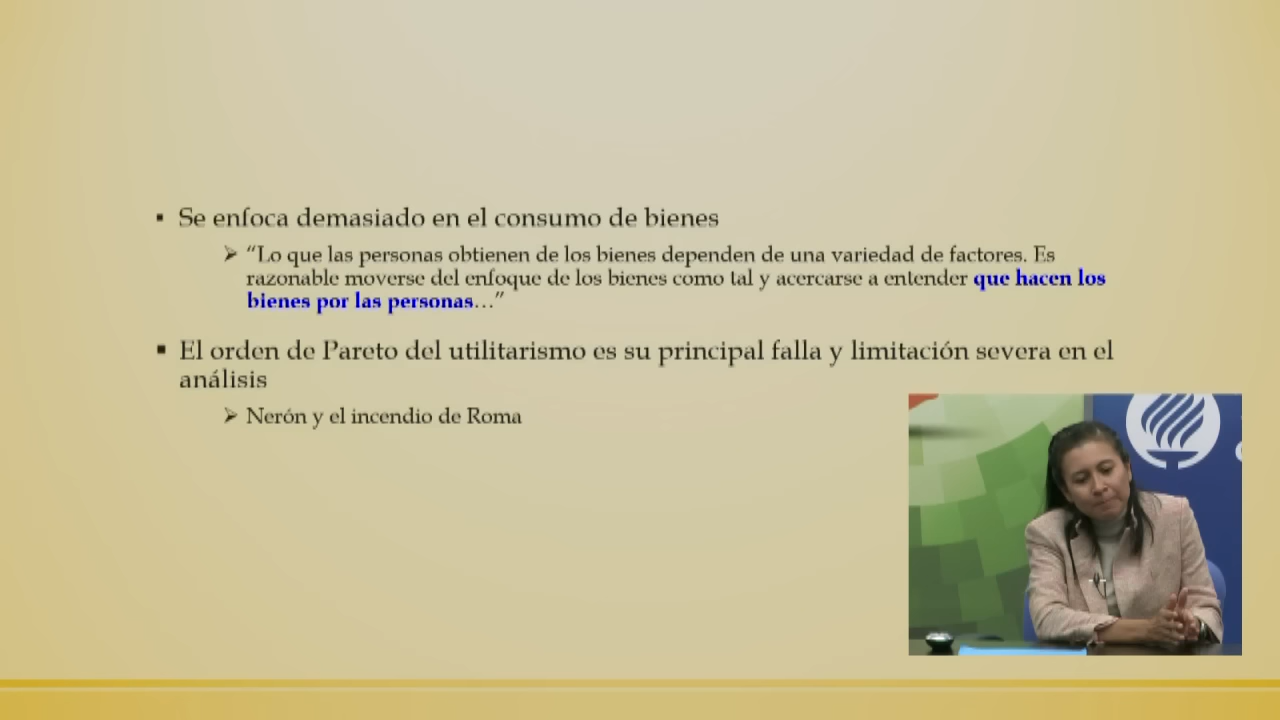 Se enfoca demasiado en el consumo de bienes
“Lo que las personas obtienen de los bienes dependen de una variedad de factores. Es
razonable moverse del enfoque de los bienes como tal y acercarse a entender que hacen los
bienes por las personas…”
El orden de Pareto del utilitarismo es su principal falla y limitación severa en el
análisis
Nerón y el incendio de Roma